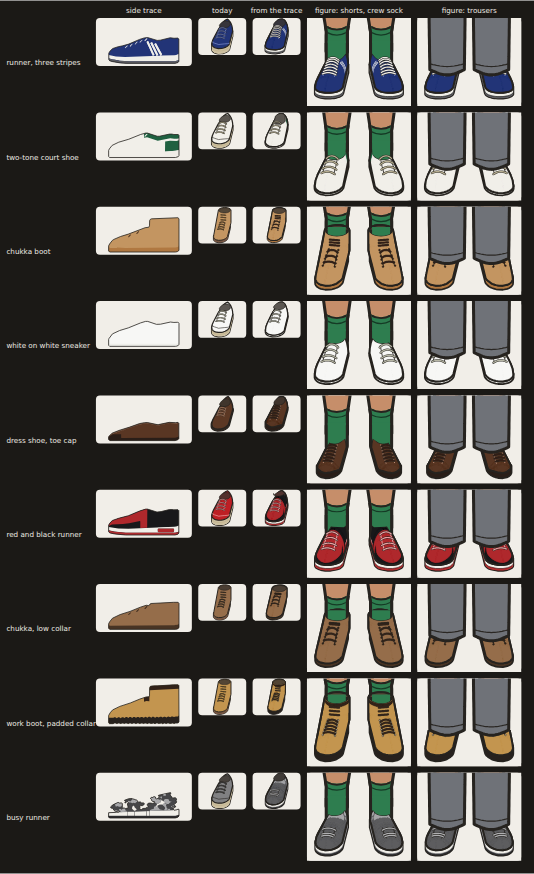 side trace today from the trace figure: shorts, crew sock figure: trousers
runner, three stripes
two-tone court shoe
chukka boot
white on white sneaker
dress shoe, toe cap
red and black runner
chukka, low collar
work boot, padded collar
busy runner